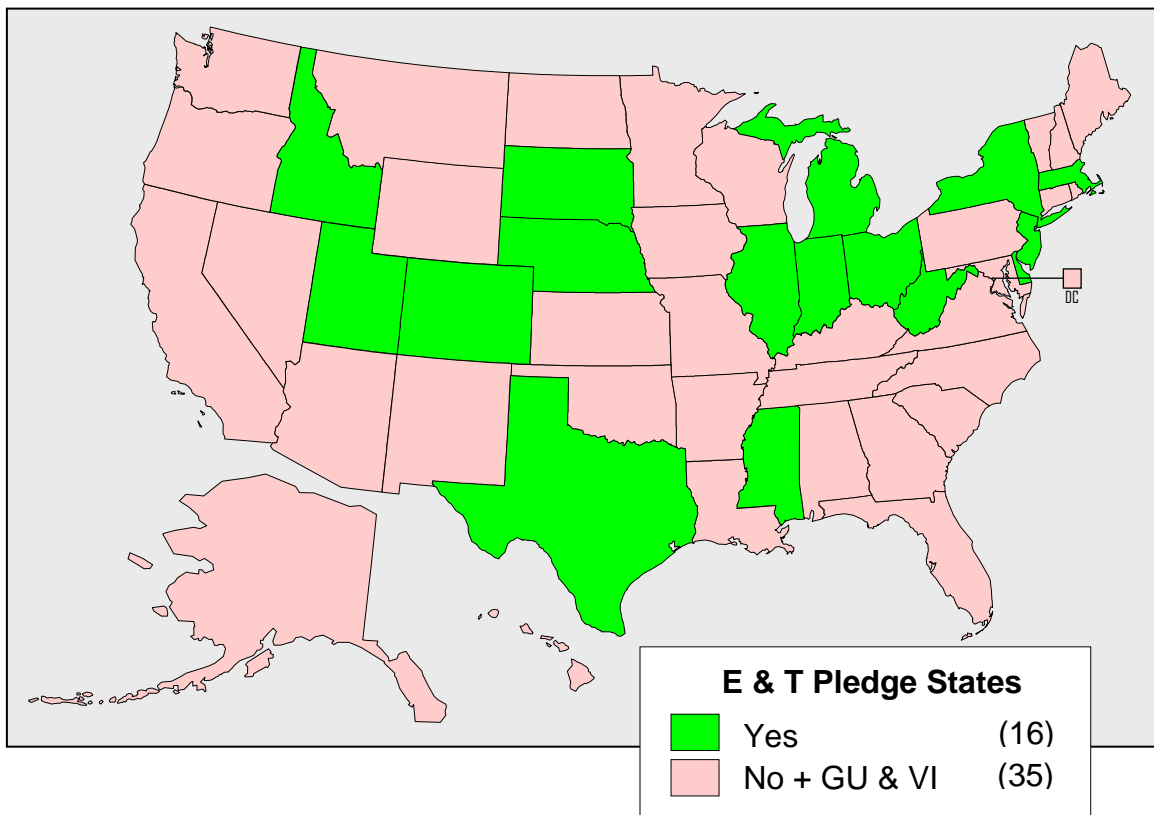 DC
E & T Pledge States
Yes (16)
No + GU & VI (35)